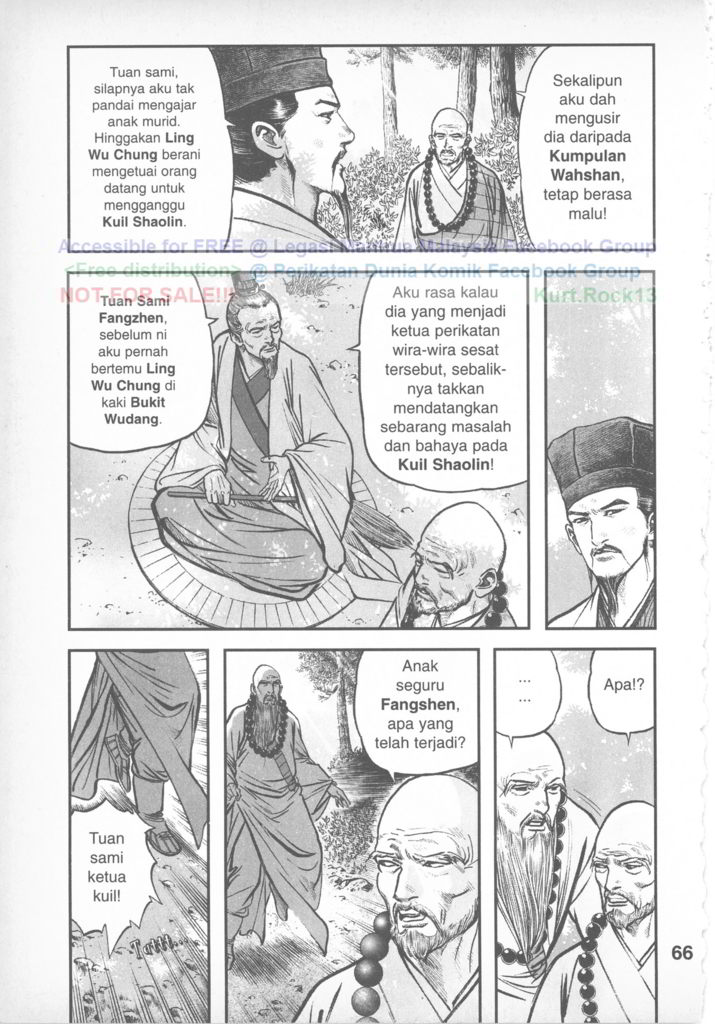 Tuan sami,
silapnya aku tak
pandai mengajar
anak murid.
Hinggakan Ling
Wu Chung berani
mengetuai orang
datang untuk
mengganggu
Kuil Shaolin.
Sekalipun
aku dah
mengusir
dia daripada
Kumpulan
Wahshan,
tetap berasa
malu!
Accessible for FREE @ Legasi Manhua Malaysia Facebook Group
<Free distribution> @ Perikatan Dunia Komik Facebook Group
NOT FOR SALE!!!
Kurt.Rock13
Tuan Sami
Fangzhen,
sebelum ni
aku pernah
bertemu Ling
Wu Chung di
kaki Bukit
Wudang.
Aku rasa kalau
dia yang menjadi
ketua perikatan
wira-wira sesat
tersebut, sebalik-
nya takkan
mendatangkan
sebarang masalah
dan bahaya pada
Kuil Shaolin!
Tuan
sami
ketua
kuil!
Anak
seguru
Fangshen,
apa yang
telah terjadi?
...
...
Apa!?
66